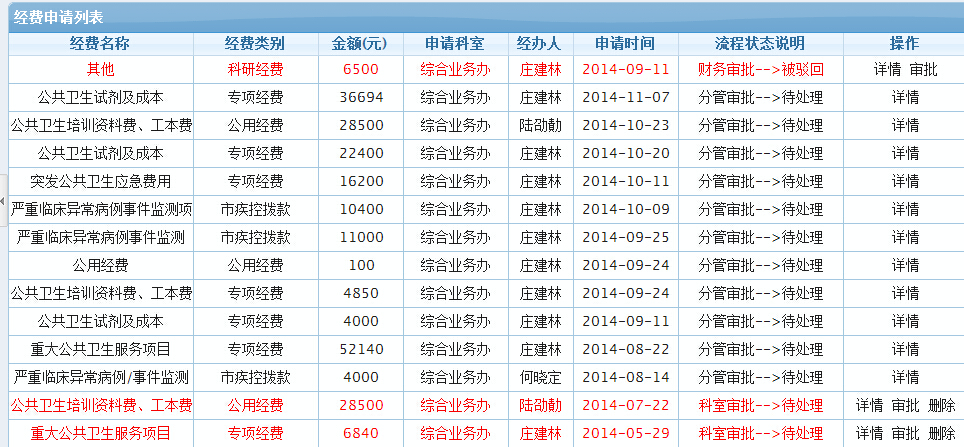 经费申请列表
经费名称 经费类别 金额(元) 申请科室 经办人 申请时间 流程状态说明 操作
其他 科研经费 6500 综合业务办 庄建林 2014-09-11 财务审批-->被驳回 详情 审批
公共卫生试剂及成本 专项经费 36694 综合业务办 庄建林 2014-11-07 分管审批-->待处理 详情
公共卫生培训资料费、工本费 公用经费 28500 综合业务办 陆劭勈 2014-10-23 分管审批-->待处理 详情
公共卫生试剂及成本 专项经费 22400 综合业务办 庄建林 2014-10-20 分管审批-->待处理 详情
突发公共卫生应急费用 专项经费 16200 综合业务办 庄建林 2014-10-11 分管审批-->待处理 详情
严重临床异常病例事件监测项 市疾控拨款 10400 综合业务办 庄建林 2014-10-09 分管审批-->待处理 详情
严重临床异常病例事件监测 市疾控拨款 11000 综合业务办 庄建林 2014-09-25 分管审批-->待处理 详情
公用经费 公用经费 100 综合业务办 庄建林 2014-09-24 分管审批-->待处理 详情
公共卫生培训资料费、工本费 专项经费 4850 综合业务办 庄建林 2014-09-24 分管审批-->待处理 详情
公共卫生试剂及成本 专项经费 4000 综合业务办 庄建林 2014-09-11 分管审批-->待处理 详情
重大公共卫生服务项目 专项经费 52140 综合业务办 庄建林 2014-08-22 分管审批-->待处理 详情
严重临床异常病例/事件监测 市疾控拨款 4000 综合业务办 何晓定 2014-08-14 分管审批-->待处理 详情
公共卫生培训资料费、工本费 公用经费 28500 综合业务办 陆劭勈 2014-07-22 科室审批-->待处理 详情 审批 删除
重大公共卫生服务项目 专项经费 6840 综合业务办 庄建林 2014-05-29 科室审批-->待处理 详情 审批 删除